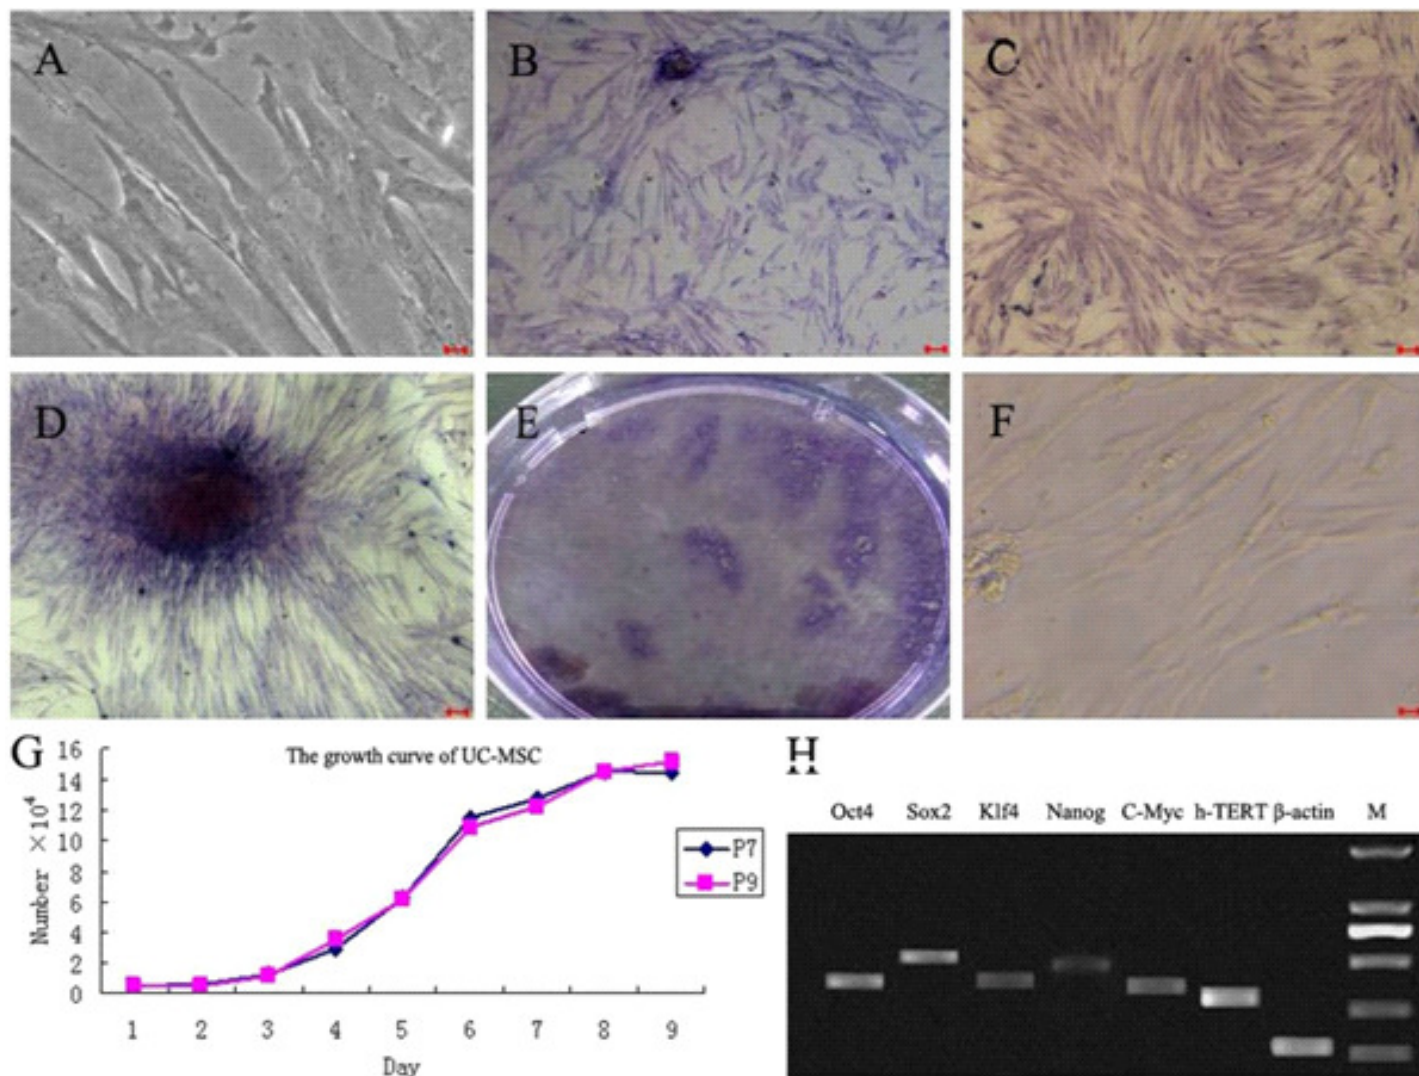 A
B
C
D
E
F
G
The growth curve of UC-MSC
16
14
12
10
8
6
4
2
0
Number ×10⁴
1 2 3 4 5 6 7 8 9
Day
P7
P9
H
Oct4 Sox2 Klf4 Nanog C-Myc h-TERT β-actin M